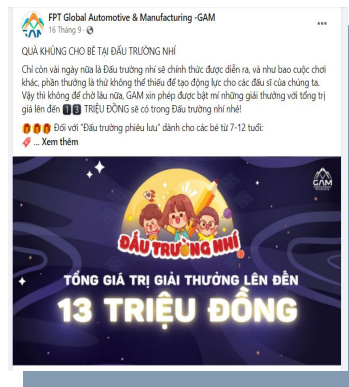 FPT Global Automotive & Manufacturing -GAM
16 Tháng 9 ·
QUÀ KHỦNG CHO BÉ TẠI ĐẤU TRƯỜNG NHÍ
Chỉ còn vài ngày nữa là Đấu trường nhí sẽ chính thức được diễn ra, và như bao cuộc chơi
khác, phần thưởng là thứ không thể thiếu để tạo động lực cho các đấu sĩ của chúng ta.
Vậy thì không để chờ lâu nữa, GAM xin phép được bật mí những giải thưởng với tổng trị
giá lên đến 1️⃣3️⃣ TRIỆU ĐỒNG sẽ có trong Đấu trường nhí nhé!
🎁🎁🎁 Đối với "Đấu trường phiêu lưu" dành cho các bé từ 7-12 tuổi:
... Xem thêm
GAM
ĐẤU TRƯỜNG NHÍ
TỔNG GIÁ TRỊ GIẢI THƯỞNG LÊN ĐẾN
13 TRIỆU ĐỒNG